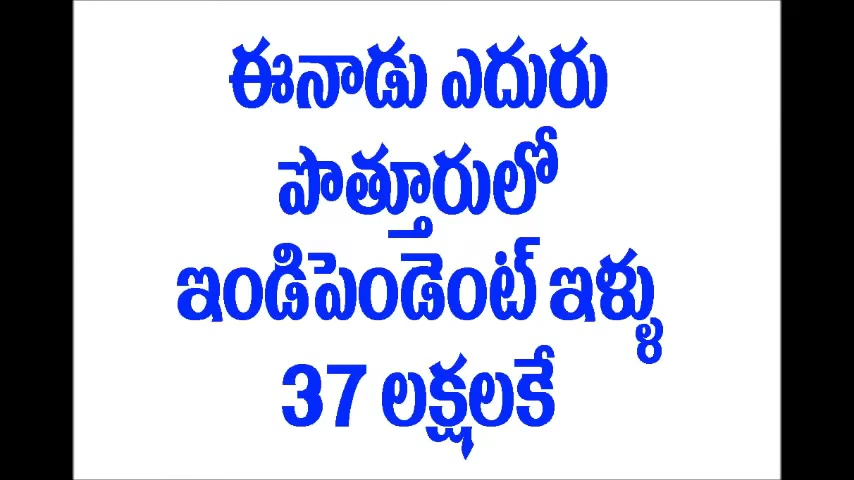 ఈనాడు ఎదురు
పొత్తూరులో
ఇండిపెండెంట్ ఇళ్ళు
37 లక్షలకే